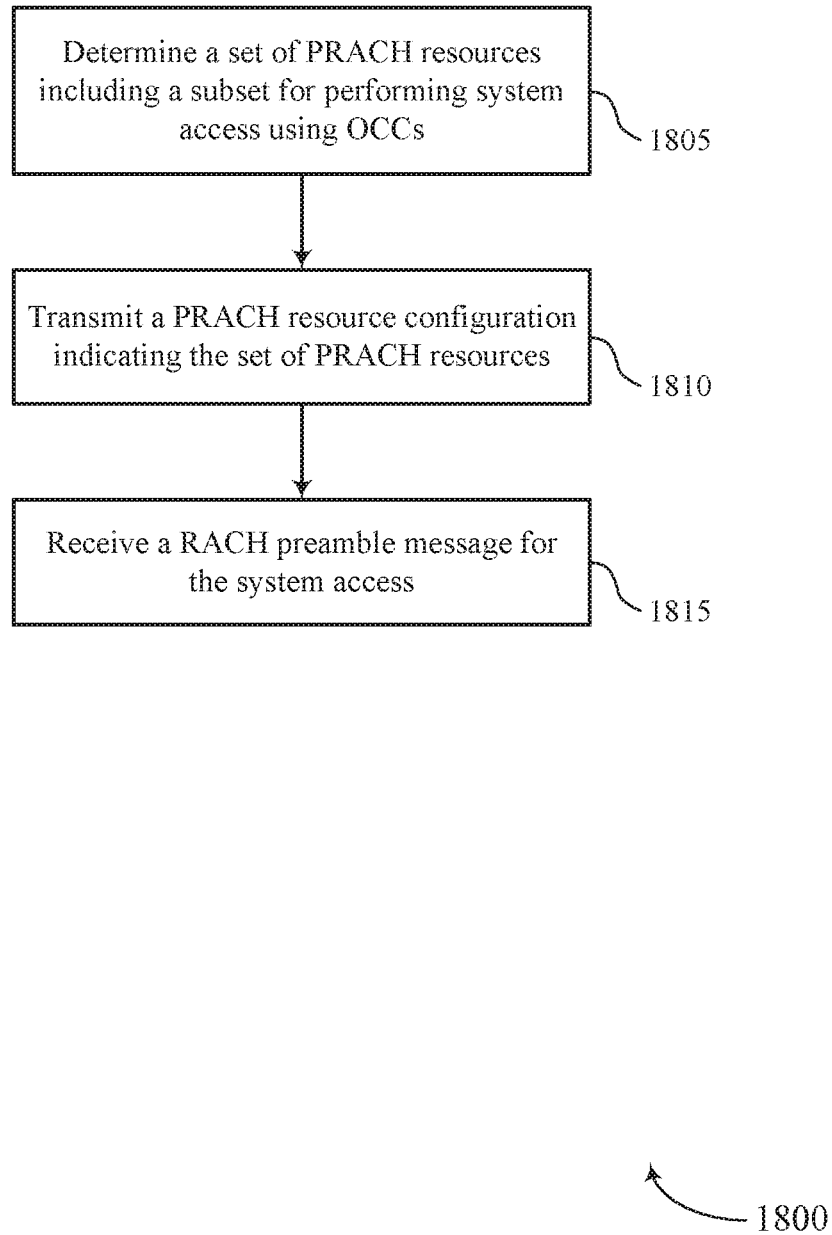 Determine a set of PRACH resources
including a subset for performing system
access using OCCs
1805
Transmit a PRACH resource configuration
indicating the set of PRACH resources
1810
Receive a RACH preamble message for
the system access
1815
1800